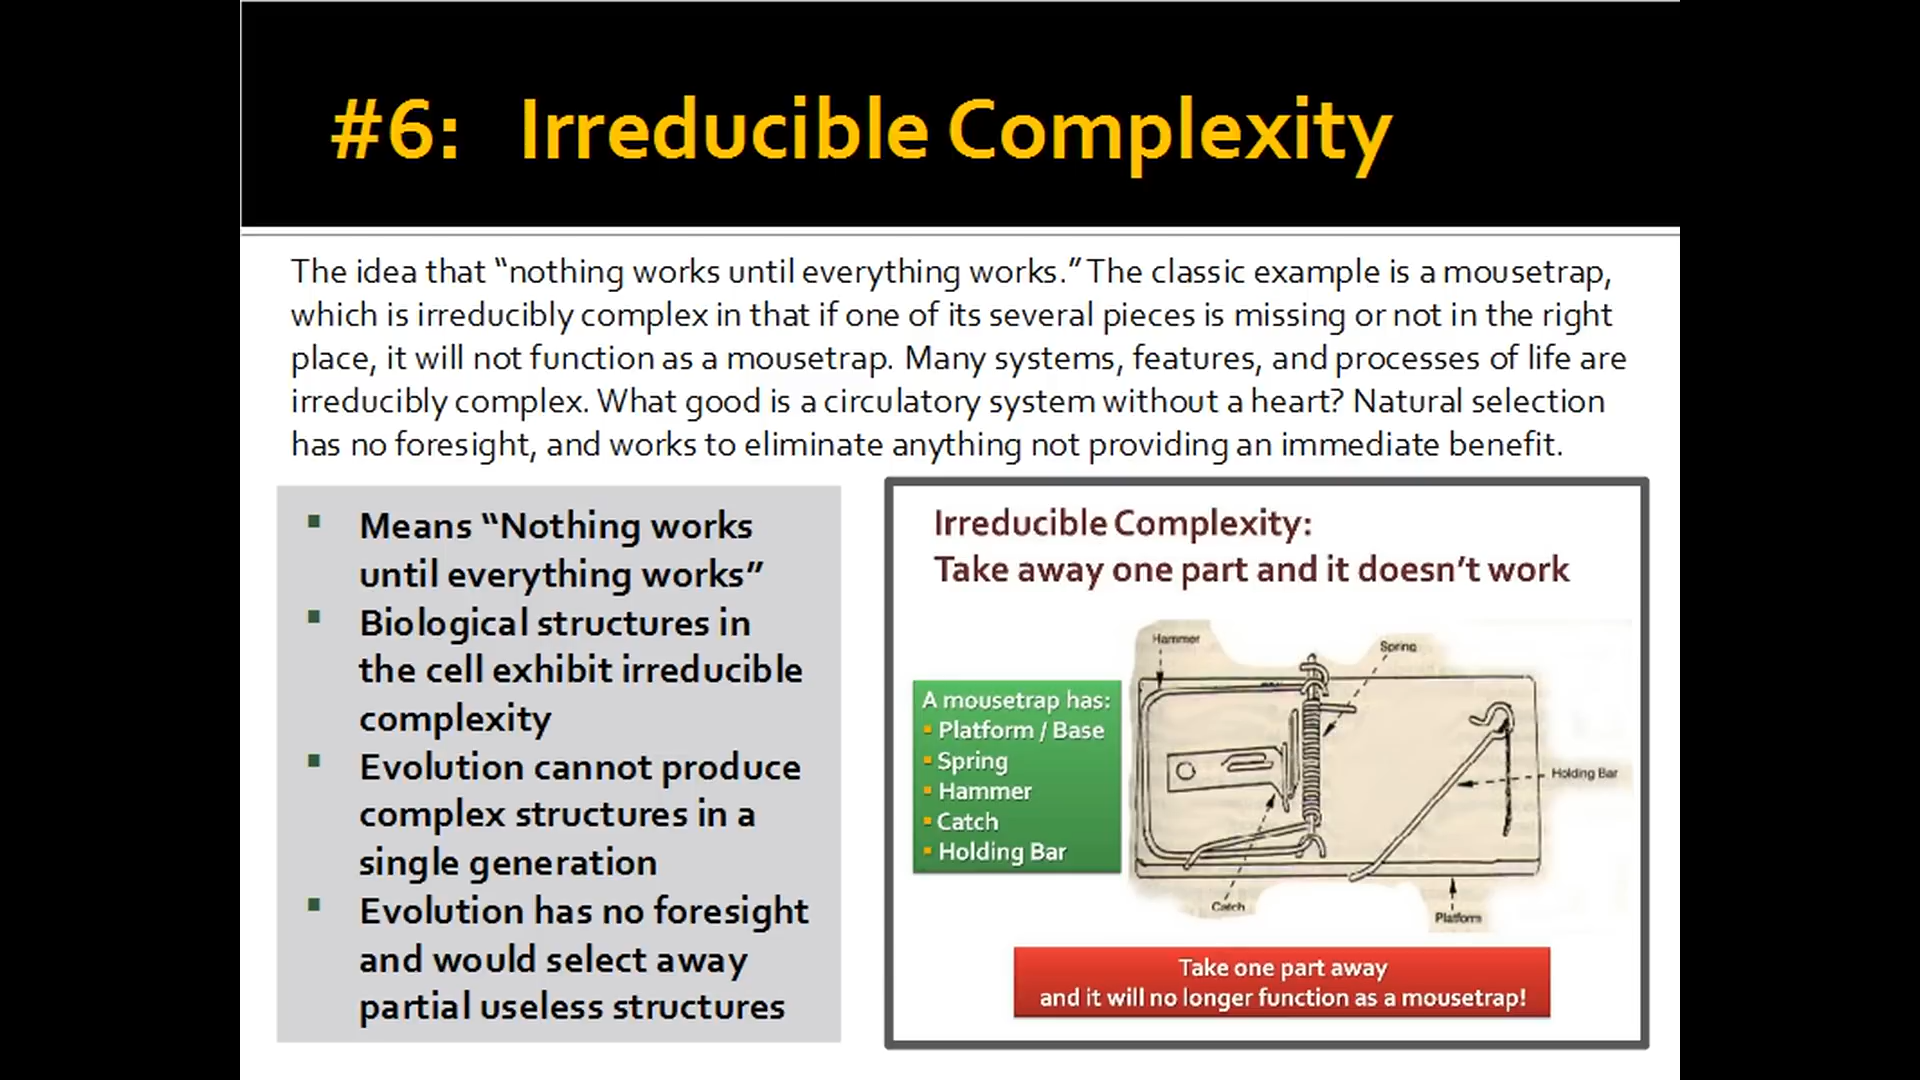 #6: Irreducible Complexity
The idea that “nothing works until everything works.” The classic example is a mousetrap,
which is irreducibly complex in that if one of its several pieces is missing or not in the right
place, it will not function as a mousetrap. Many systems, features, and processes of life are
irreducibly complex. What good is a circulatory system without a heart? Natural selection
has no foresight, and works to eliminate anything not providing an immediate benefit.
▪ Means “Nothing works
until everything works”
▪ Biological structures in
the cell exhibit irreducible
complexity
▪ Evolution cannot produce
complex structures in a
single generation
▪ Evolution has no foresight
and would select away
partial useless structures
Irreducible Complexity:
Take away one part and it doesn’t work
A mousetrap has:
▪ Platform / Base
▪ Spring
▪ Hammer
▪ Catch
▪ Holding Bar
Hammer
Spring
Holding Bar
Catch
Platform
Take one part away
and it will no longer function as a mousetrap!